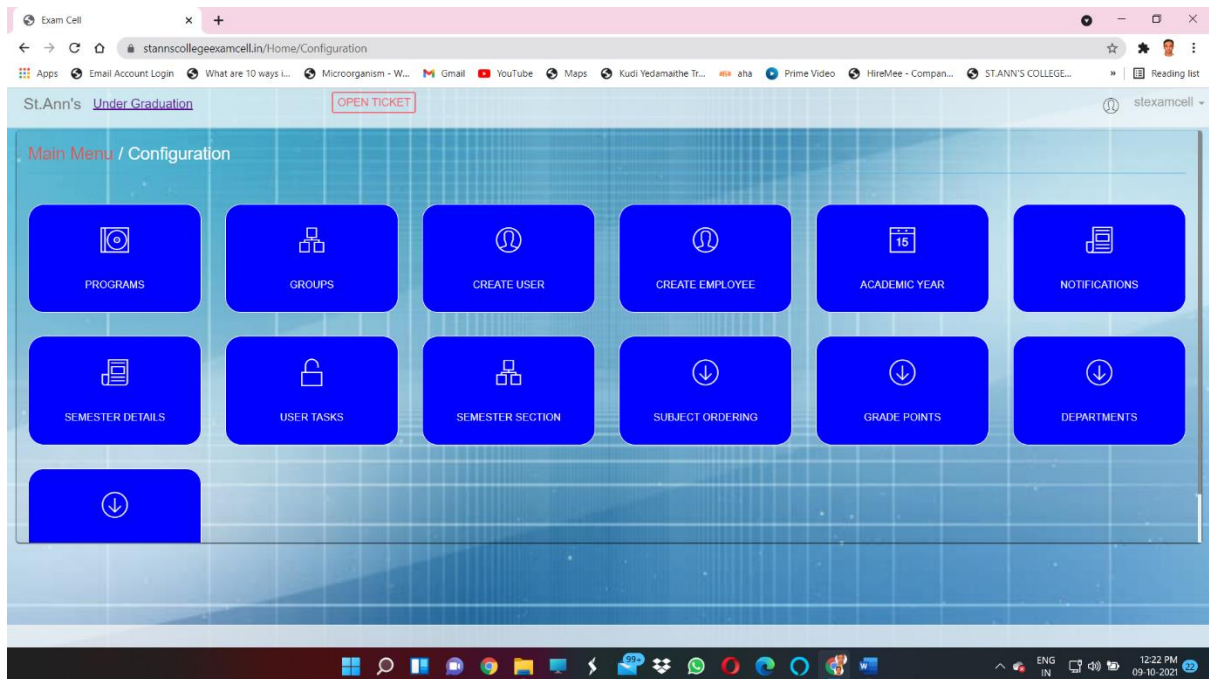 Exam Cell
stannscollegeexamcell.in/Home/Configuration
Apps Email Account Login What are 10 ways i... Microorganism - W... Gmail YouTube Maps Kudi Yedamaithe Tr... aha Prime Video HireMee - Compan... ST.ANN'S COLLEGE... » Reading list
St.Ann's Under Graduation OPEN TICKET stexamcell
Main Menu / Configuration
15
PROGRAMS GROUPS CREATE USER CREATE EMPLOYEE ACADEMIC YEAR NOTIFICATIONS
SEMESTER DETAILS USER TASKS SEMESTER SECTION SUBJECT ORDERING GRADE POINTS DEPARTMENTS
99+ ENG 12:22 PM 22
IN 09-10-2021